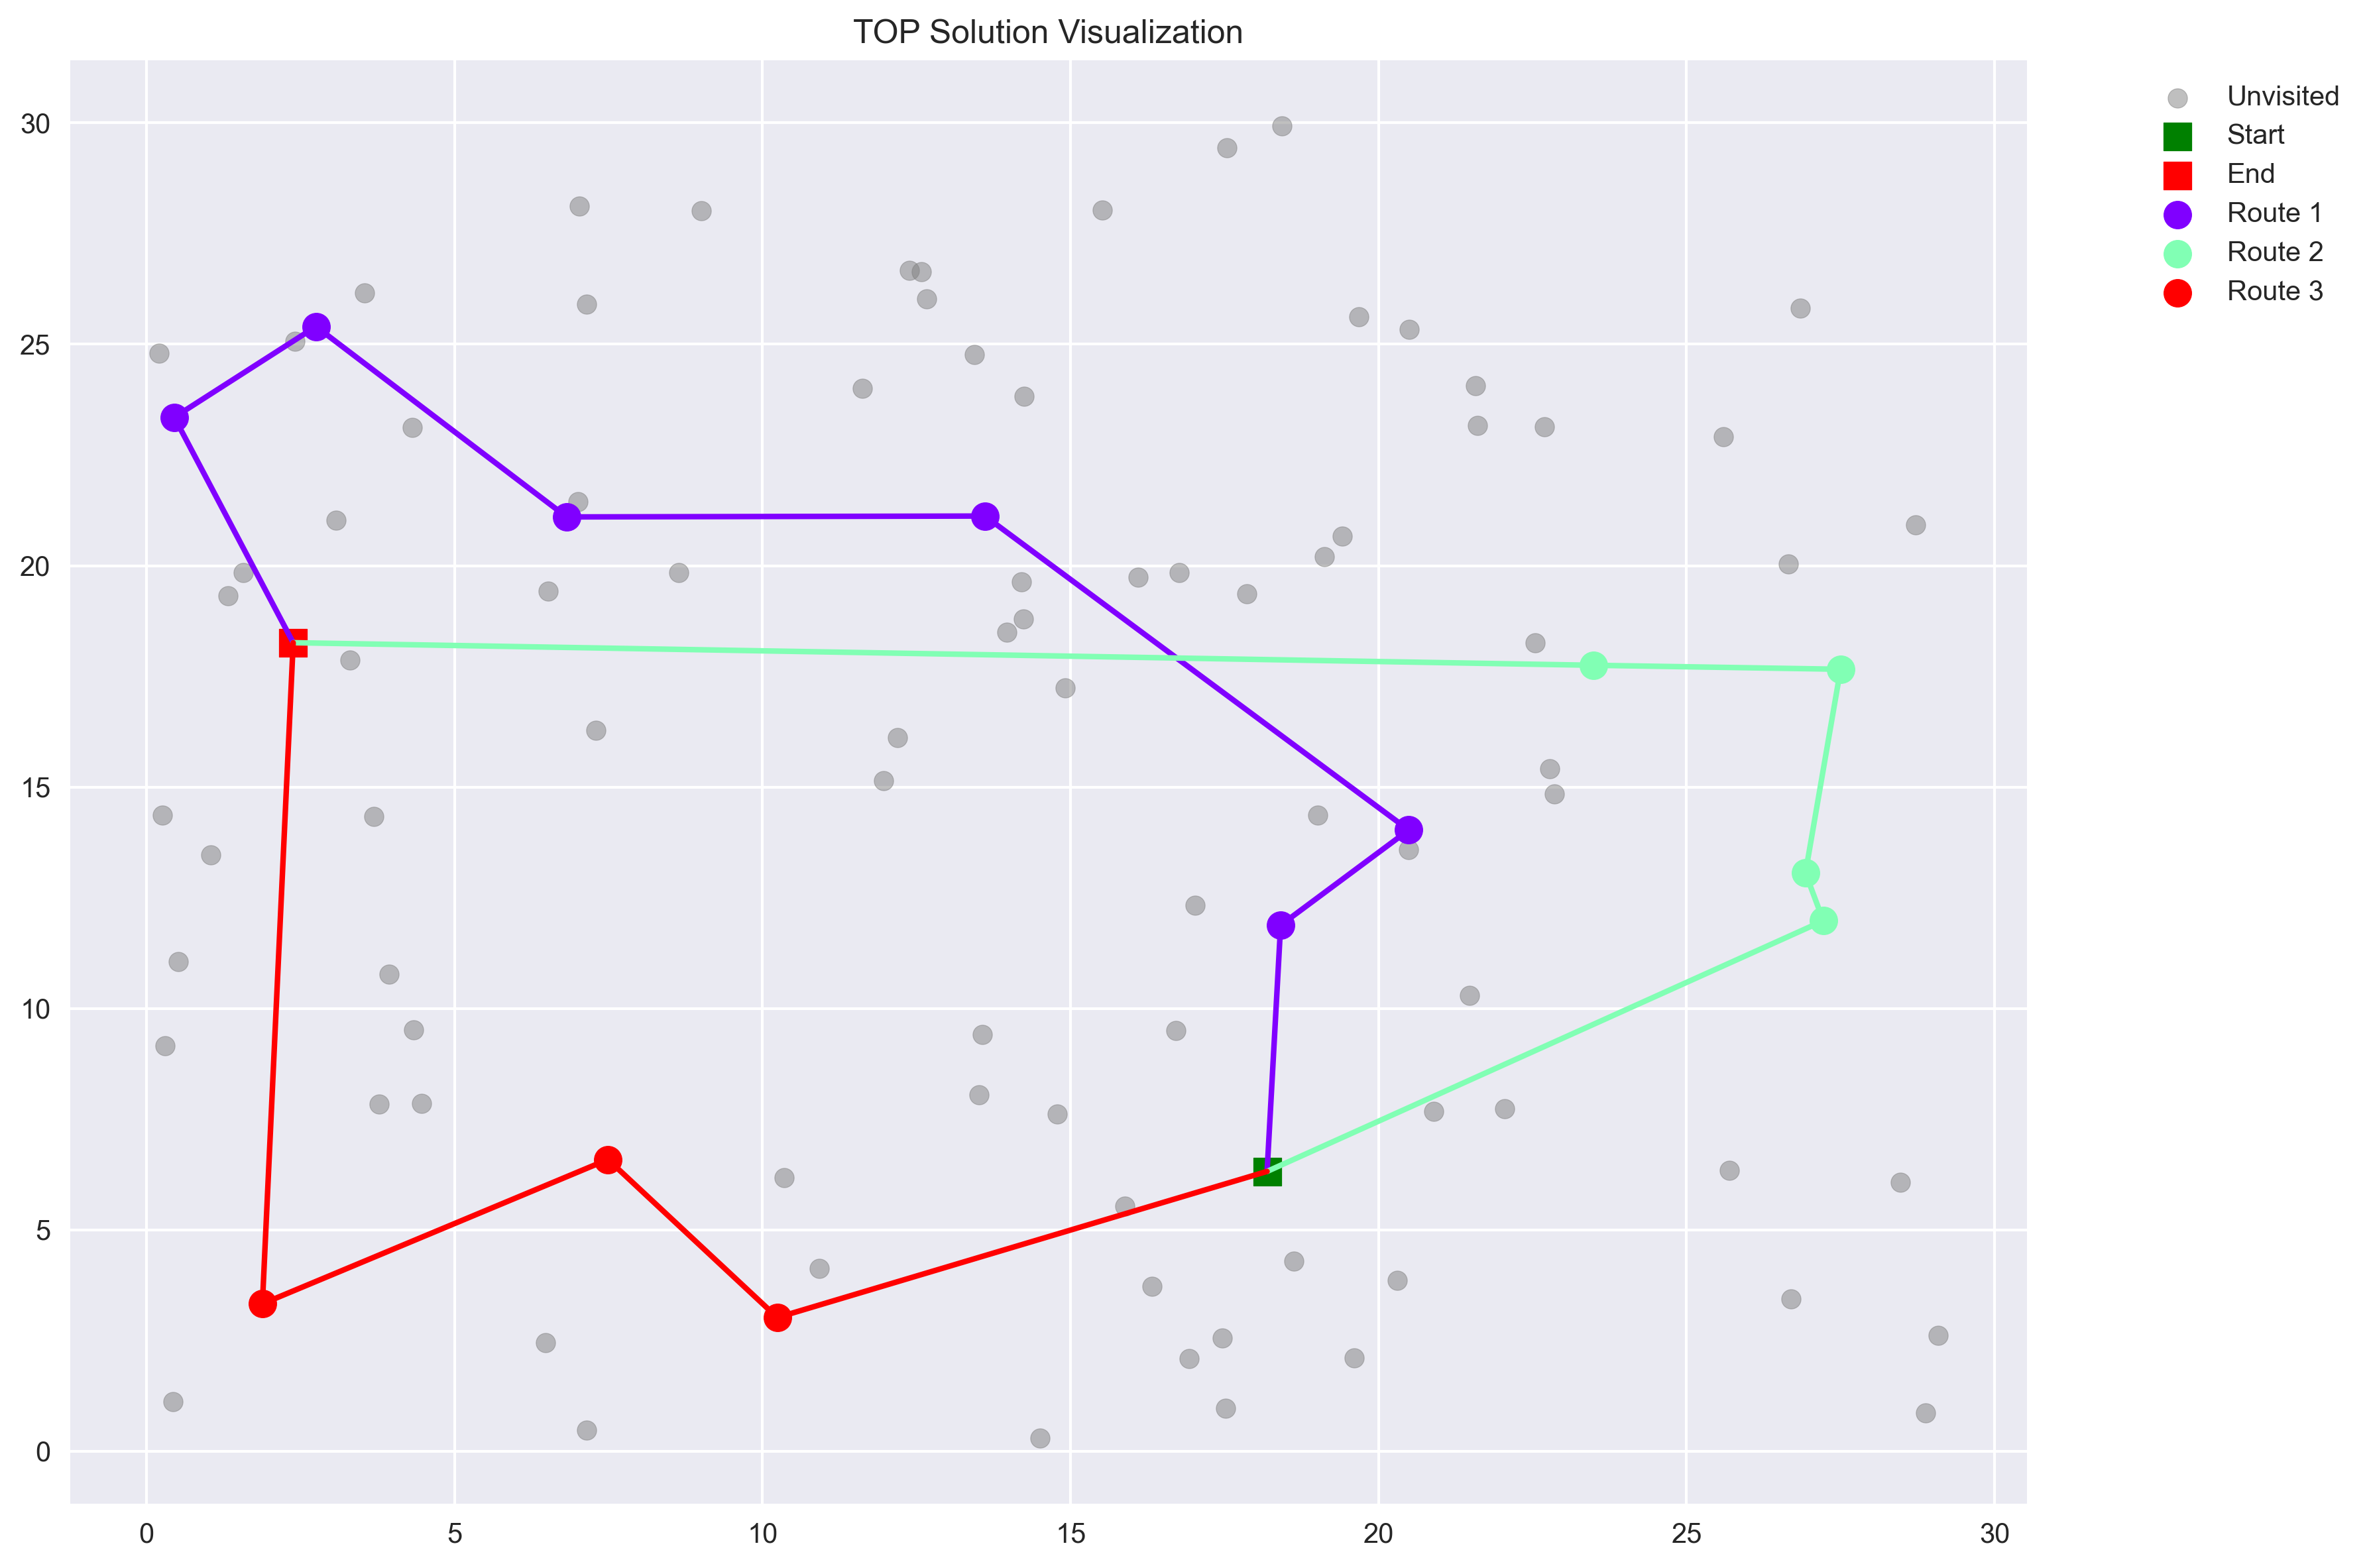 TOP Solution Visualization
Unvisited
Start
End
Route 1
Route 2
Route 3
30
25
20
15
10
5
0
0 5 10 15 20 25 30